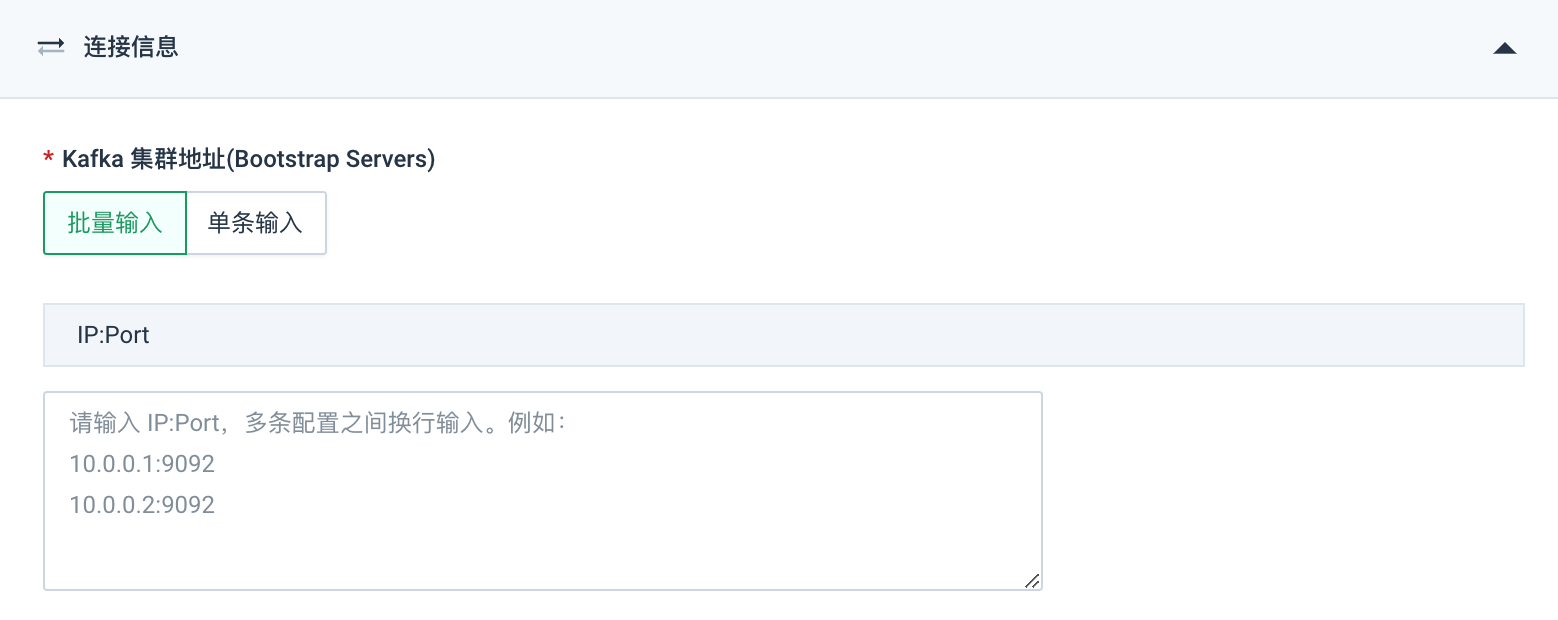 连接信息
* Kafka 集群地址(Bootstrap Servers)
批量输入 单条输入
IP:Port
请输入 IP:Port，多条配置之间换行输入。例如：
10.0.0.1:9092
10.0.0.2:9092